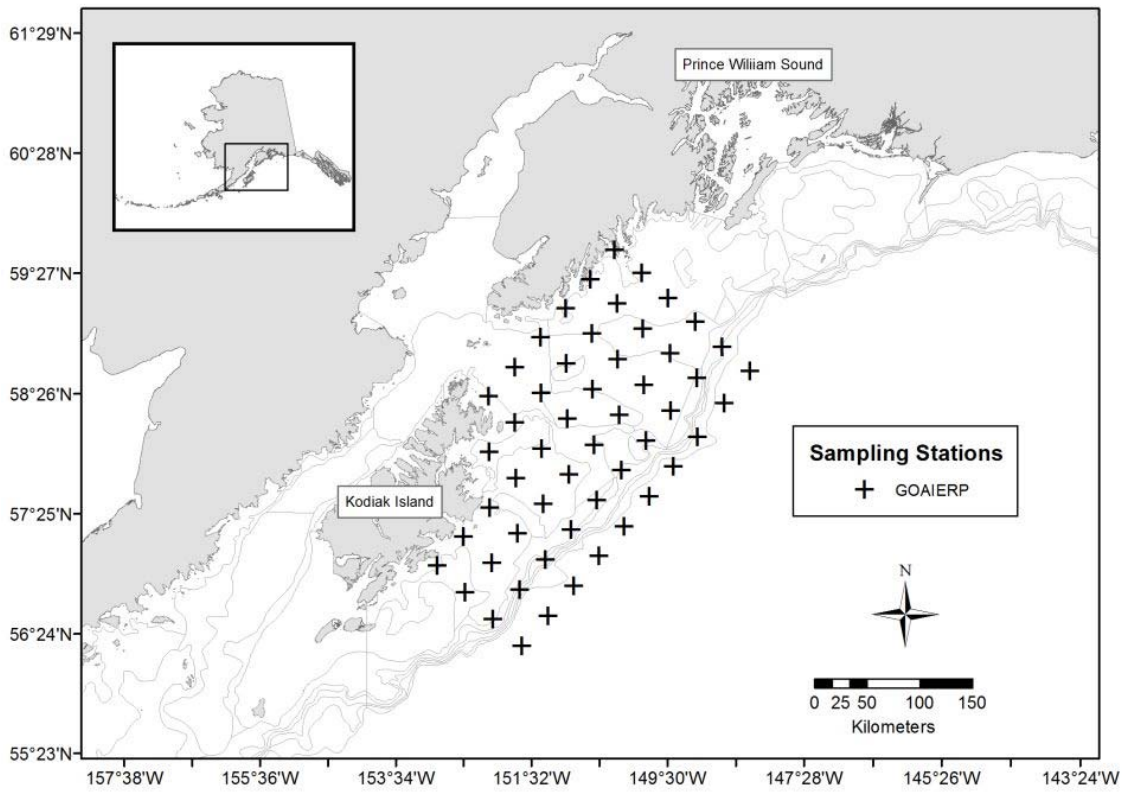 61°29'N
60°28'N
59°27'N
58°26'N
57°25'N
56°24'N
55°23'N
Prince Wiliiam Sound
Kodiak Island
Sampling Stations
GOAIERP
N
0 25 50 100 150
Kilometers
157°38'W 155°36'W 153°34'W 151°32'W 149°30'W 147°28'W 145°26'W 143°24'W